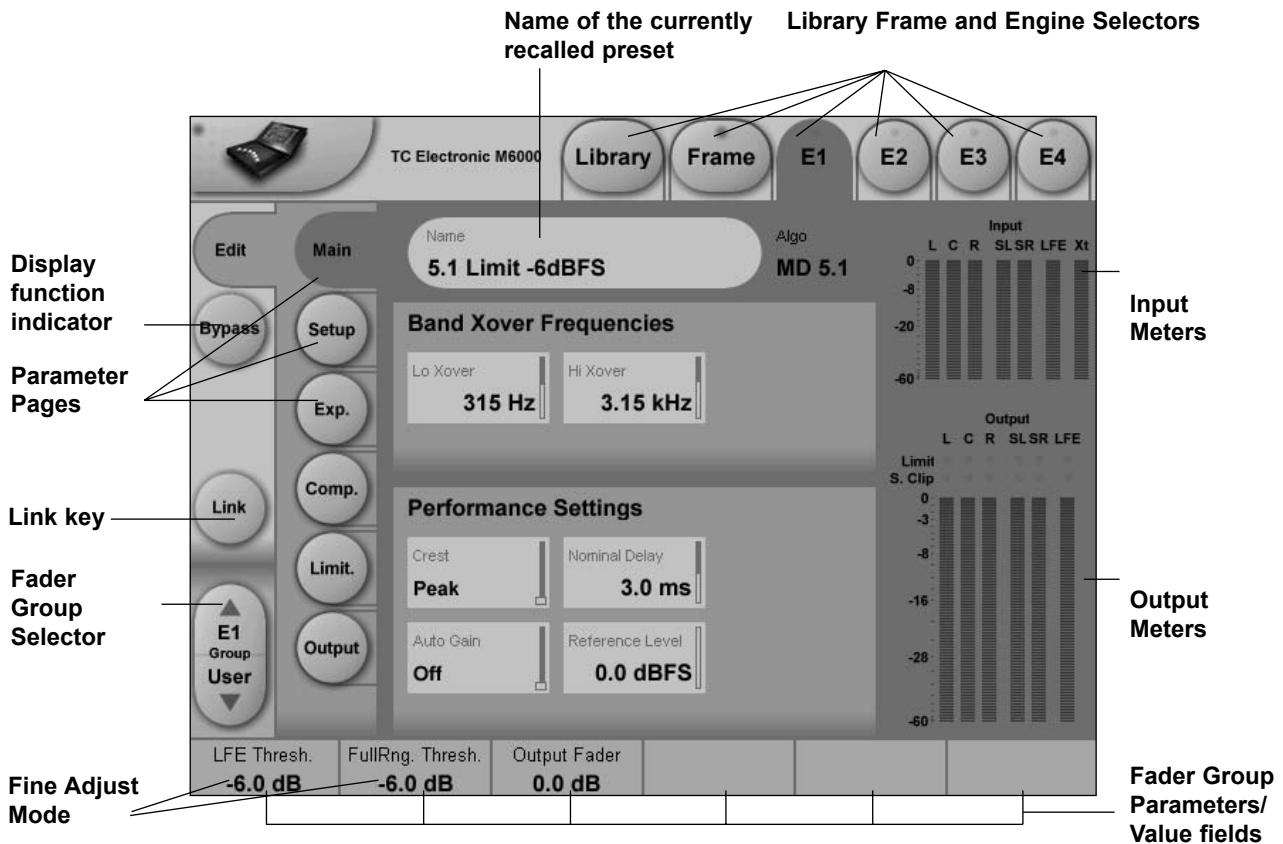 Name of the currently
recalled preset
Library Frame and Engine Selectors
TC Electronic M6000
Library
Frame
E1
E2
E3
E4
Display
function
indicator
Parameter
Pages
Link key
Fader
Group
Selector
Fine Adjust
Mode
Edit
Bypass
Link
E1
Group
User
Main
Setup
Exp.
Comp.
Limit.
Output
Name
5.1 Limit -6dBFS
Algo
MD 5.1
Band Xover Frequencies
Lo Xover
315 Hz
Hi Xover
3.15 kHz
Performance Settings
Crest
Peak
Nominal Delay
3.0 ms
Auto Gain
Off
Reference Level
0.0 dBFS
Input
L C R SL SR LFE Xt
0
-8
-20
-60
Output
L C R SL SR LFE
Limit
S. Clip
0
-3
-8
-16
-28
-60
Input
Meters
Output
Meters
LFE Thresh.
-6.0 dB
FullRng. Thresh.
-6.0 dB
Output Fader
0.0 dB
Fader Group
Parameters/
Value fields